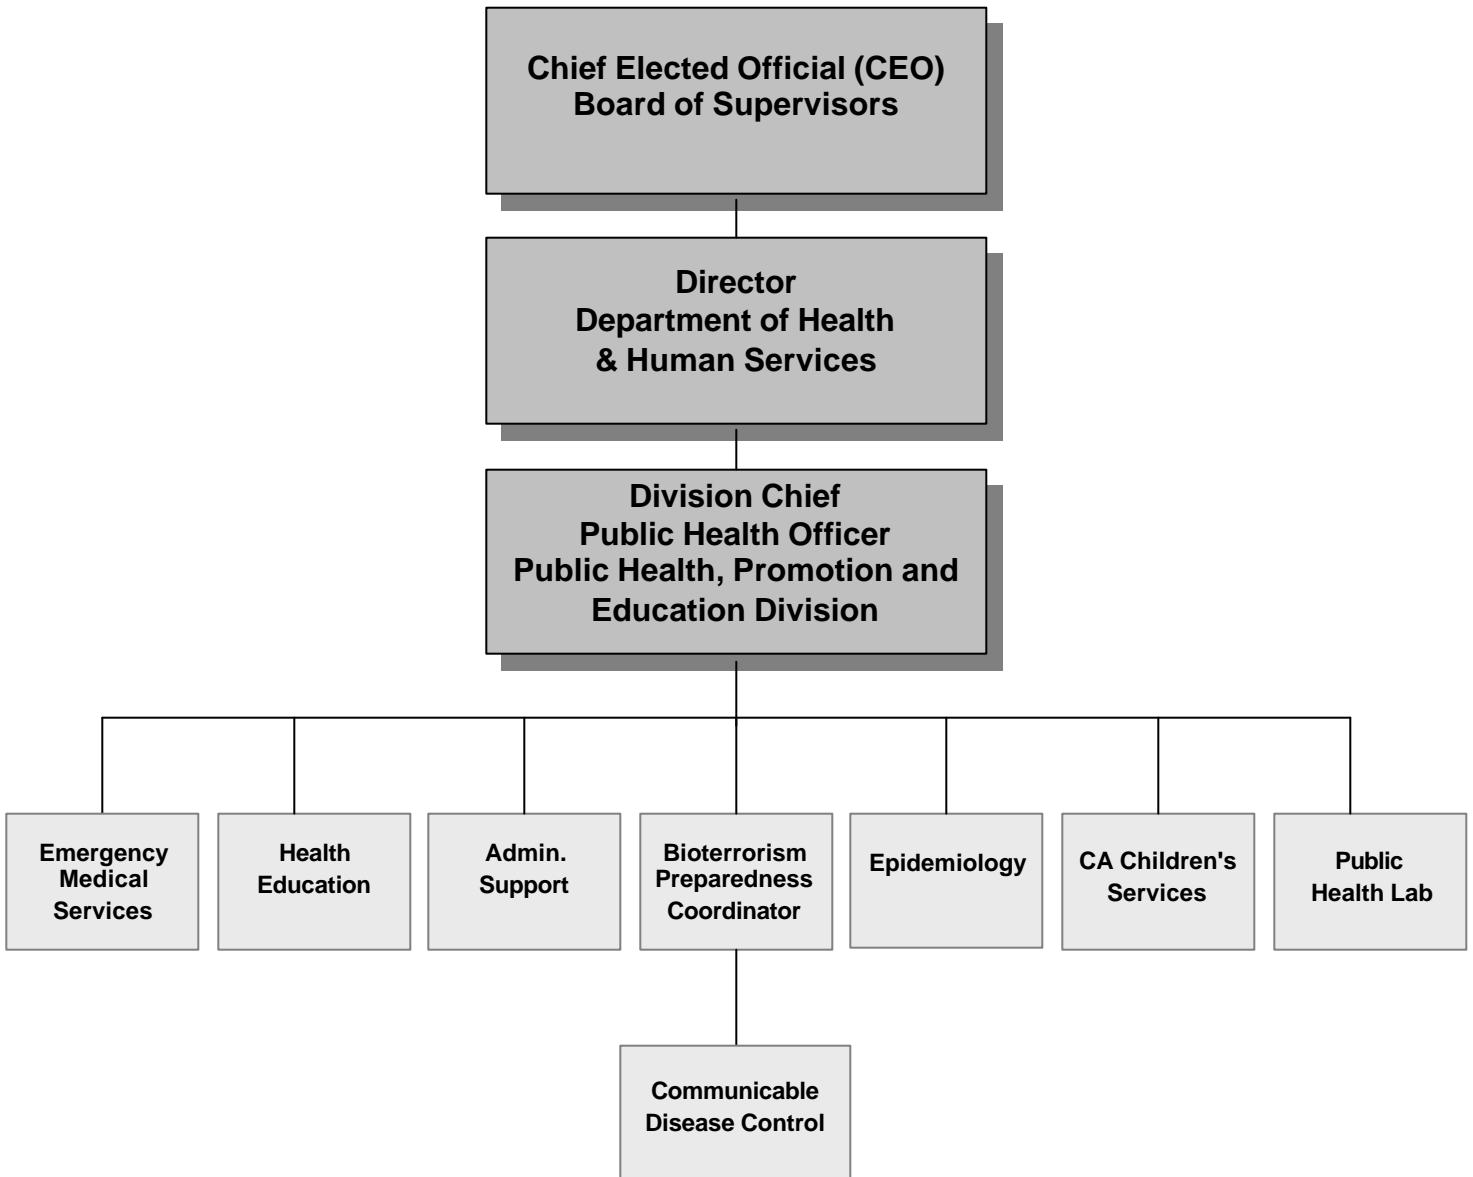 Chief Elected Official (CEO)
Board of Supervisors
Director
Department of Health
& Human Services
Division Chief
Public Health Officer
Public Health, Promotion and
Education Division
Emergency
Medical
Services
Health
Education
Admin.
Support
Bioterrorism
Preparedness
Coordinator
Epidemiology
CA Children's
Services
Public
Health Lab
Communicable
Disease Control